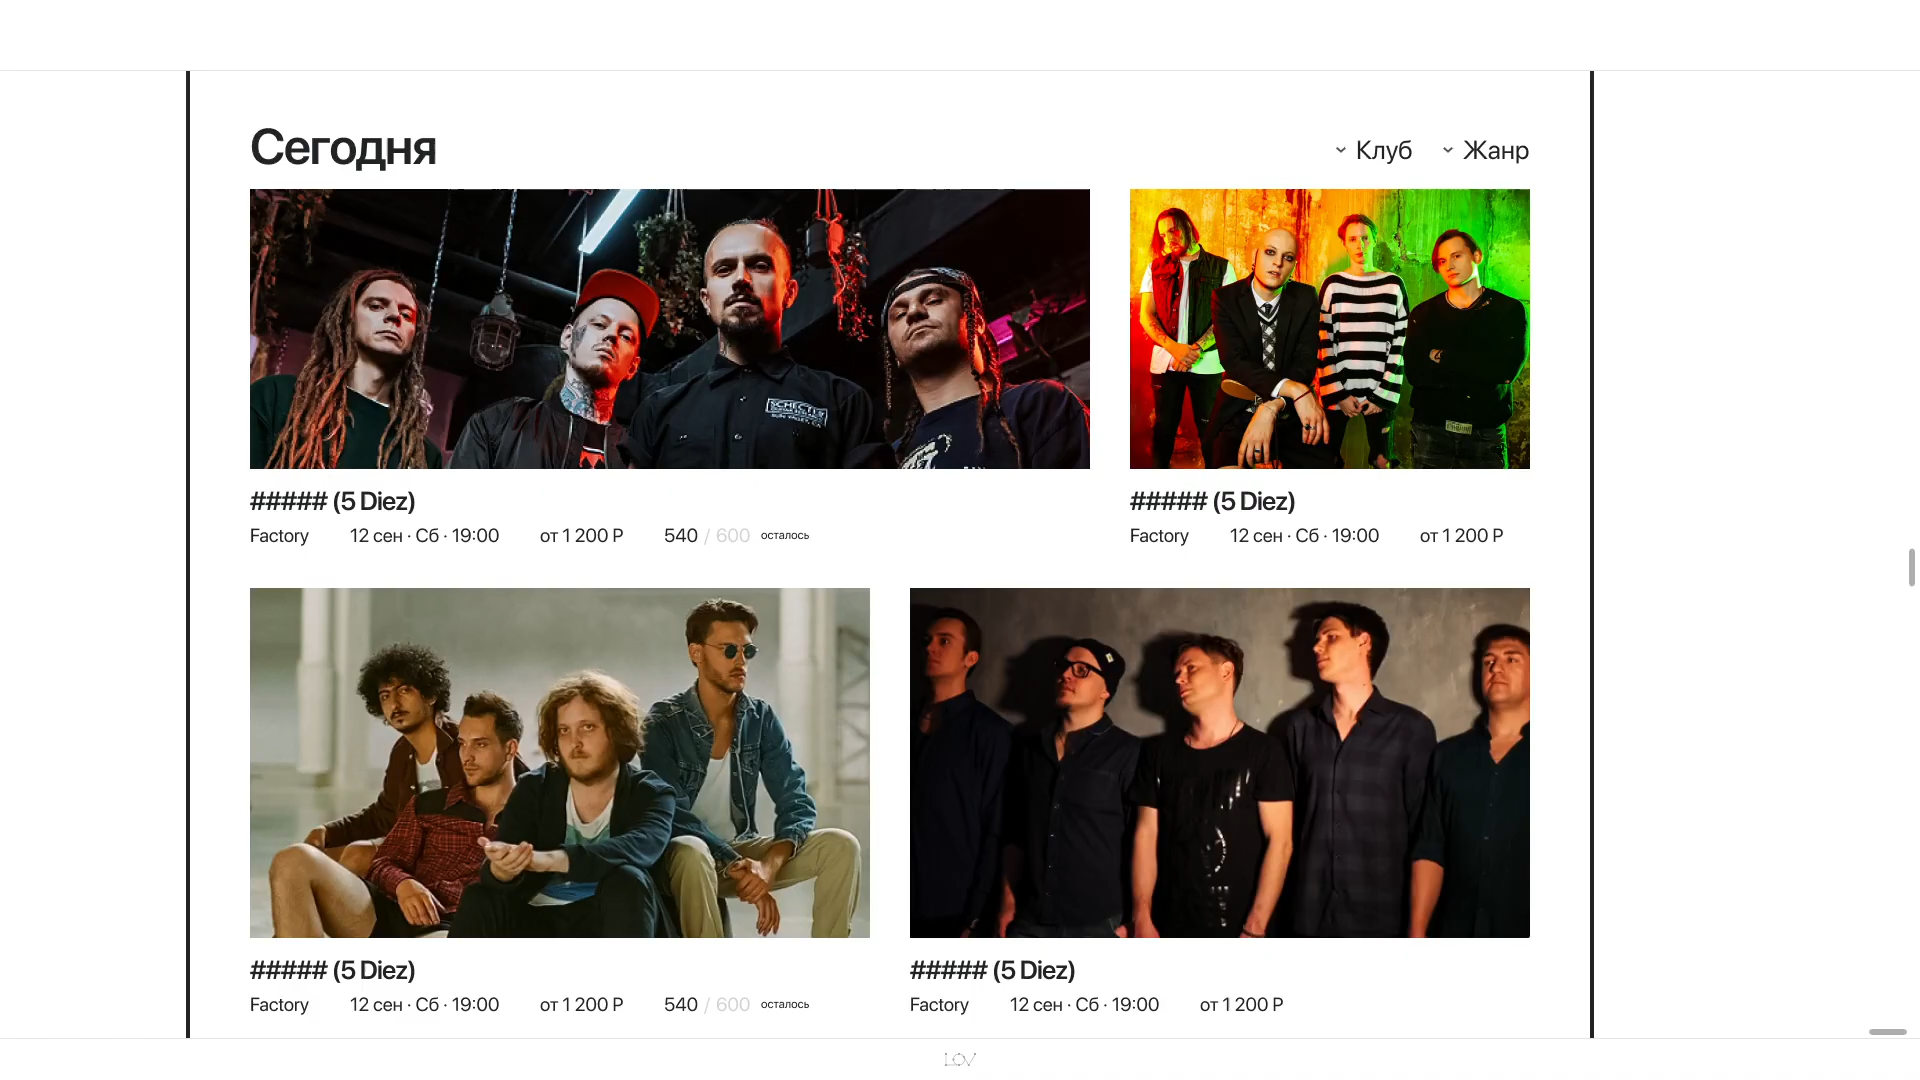 Сегодня
Клуб
Жанр
SCHECTER
##### (5 Diez)
Factory 12 сен · Сб · 19:00 от 1 200 Р 540 / 600 осталось
##### (5 Diez)
Factory 12 сен · Сб · 19:00 от 1 200 Р
##### (5 Diez)
Factory 12 сен · Сб · 19:00 от 1 200 Р 540 / 600 осталось
##### (5 Diez)
Factory 12 сен · Сб · 19:00 от 1 200 Р
LOV